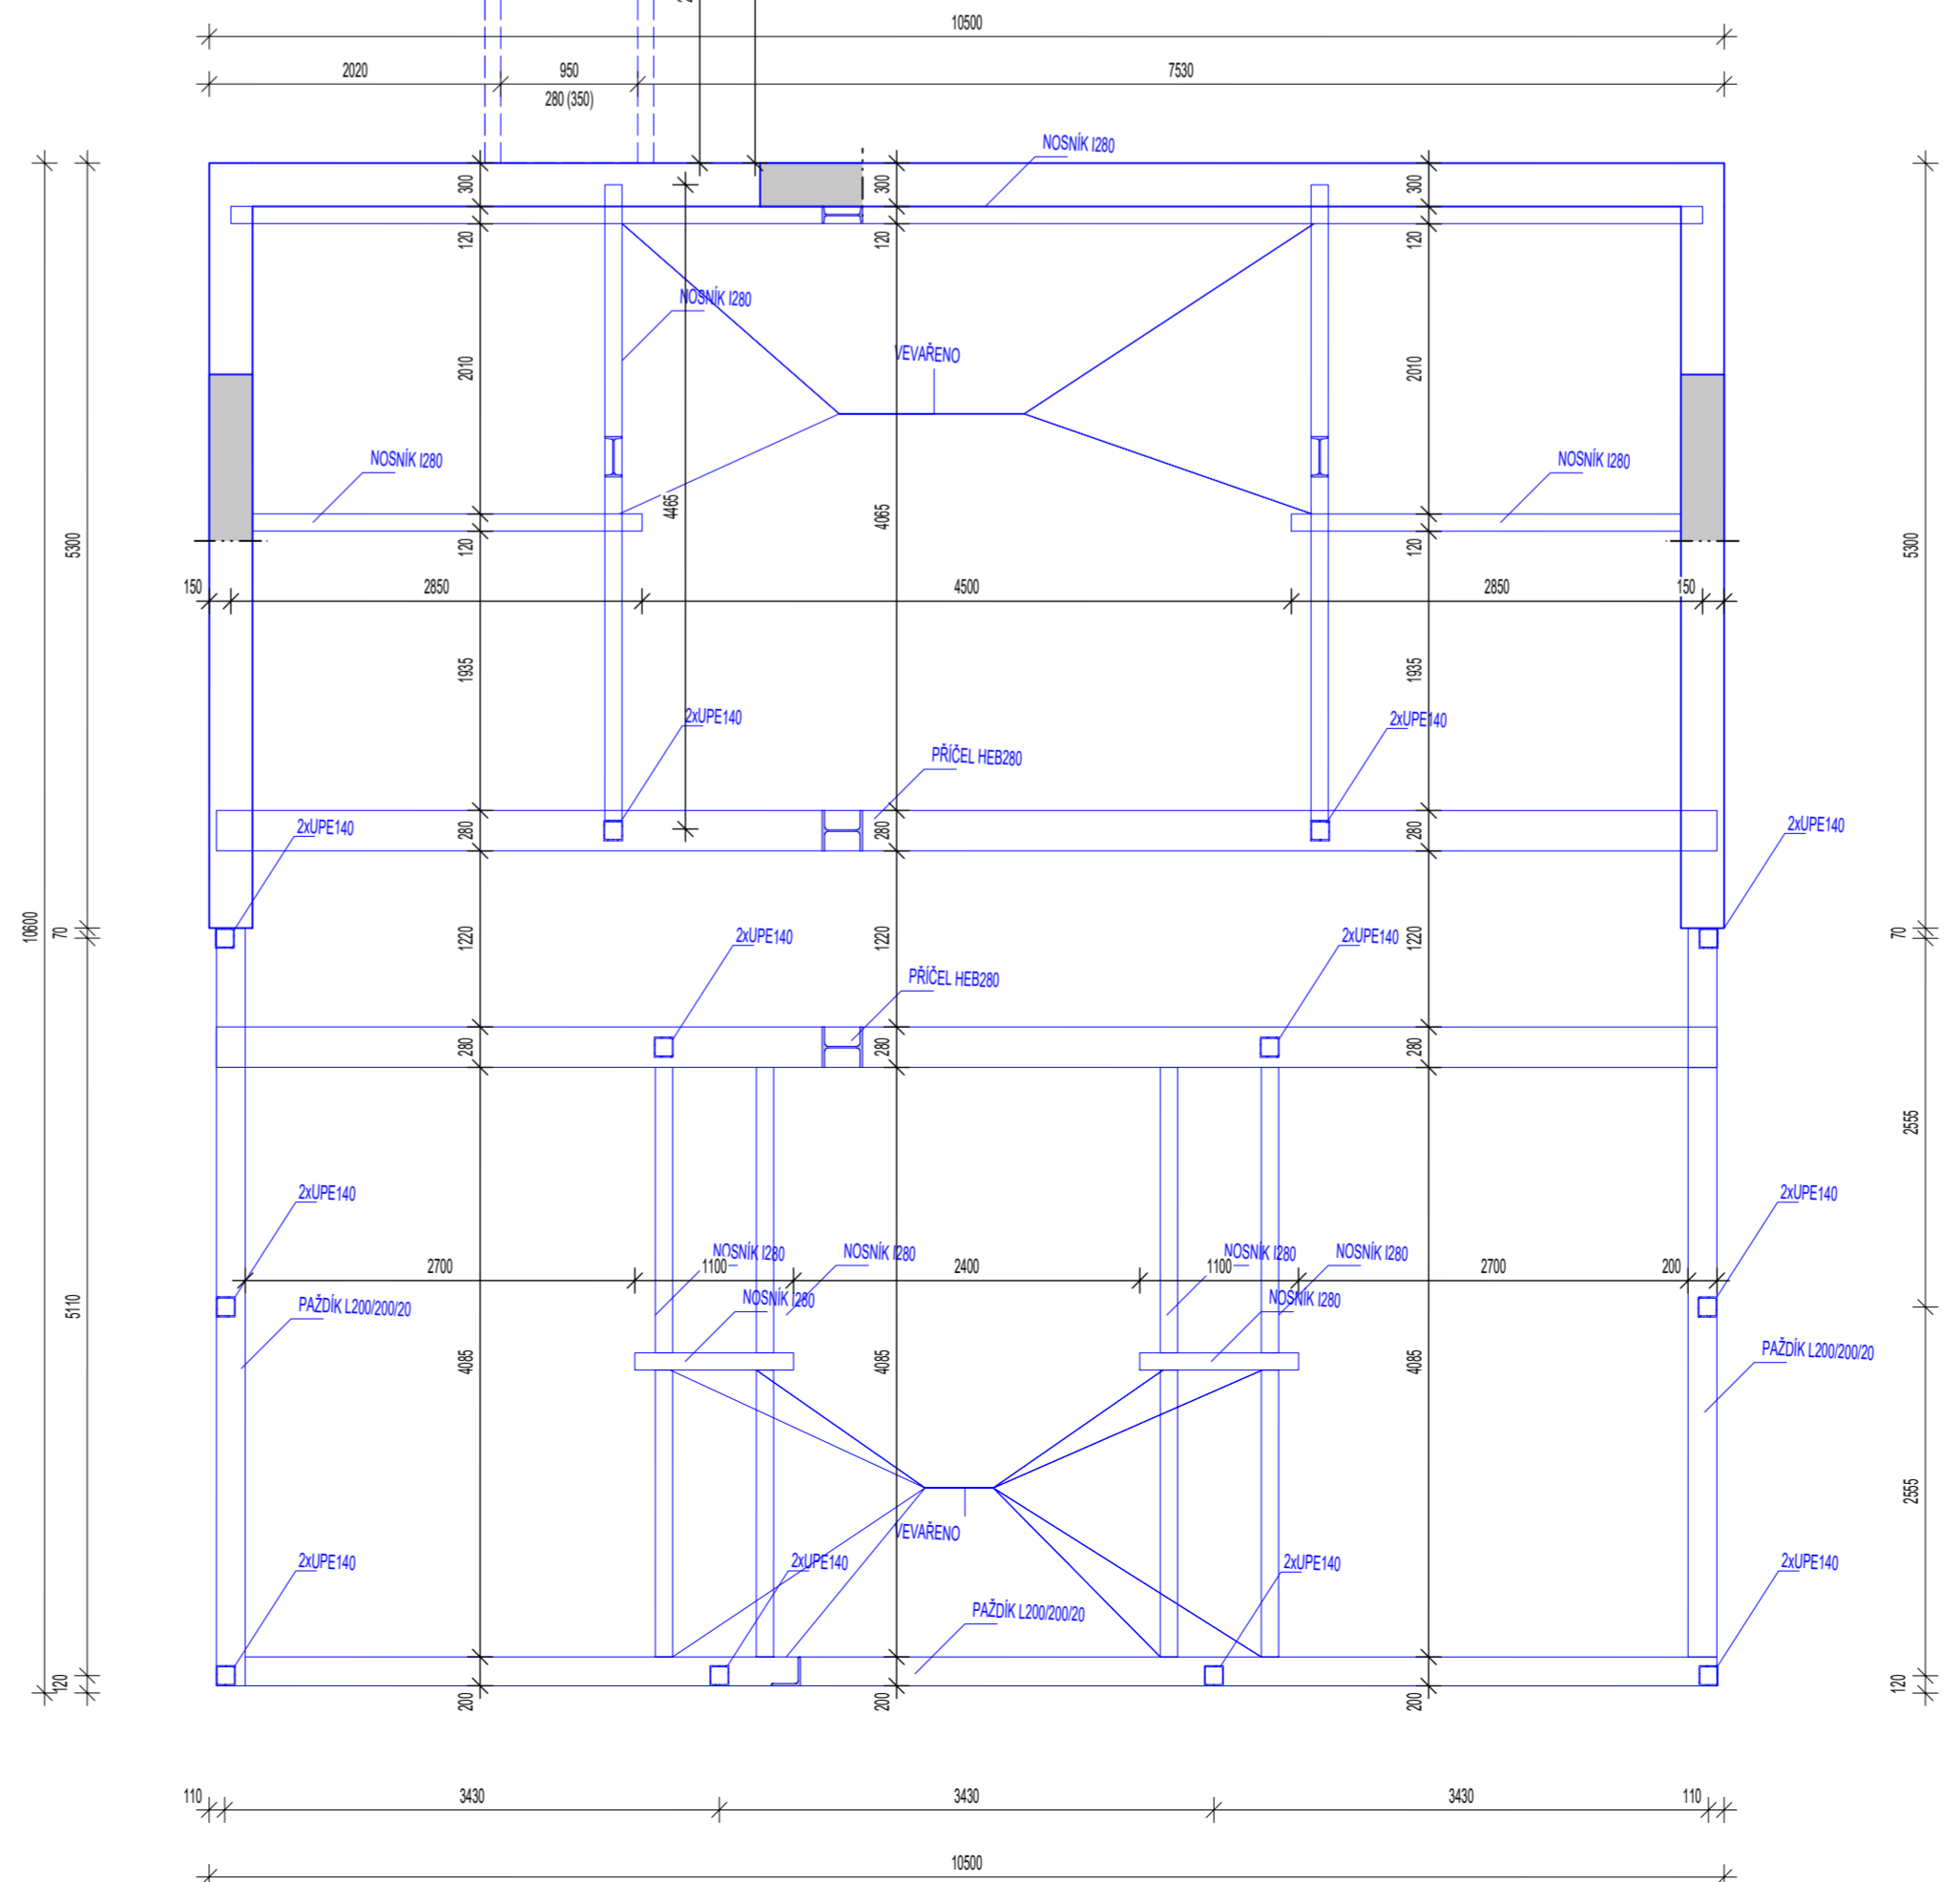 10500
2020 950 7530
280 (350)
NOSNÍK I280
300 300 300
120 120 120
NOSNÍK I280
VEVAŘENO
2010 2010
NOSNÍK I280 NOSNÍK I280
4465 4065
5300 120 120 5300
150 2850 4500 2850 150
1935 1935
2xUPE140 2xUPE140
PŘÍČEL HEB280
2xUPE140 280 280 280 2xUPE140
10600 70 1220 1220 1220 70
2xUPE140 2xUPE140
PŘÍČEL HEB280
280 280 280
2555
2xUPE140 2xUPE140
NOSNÍK I280 NOSNÍK I280 NOSNÍK I280 NOSNÍK I280
2700 1100 2400 1100 2700 200
5110 PAŽDÍK L200/200/20 NOSNÍK I280 NOSNÍK I280
4085 4085 4085 PAŽDÍK L200/200/20
2555
VEVAŘENO
2xUPE140 2xUPE140 2xUPE140 2xUPE140
PAŽDÍK L200/200/20
120 200 200 200 120
110 3430 3430 3430 110
10500